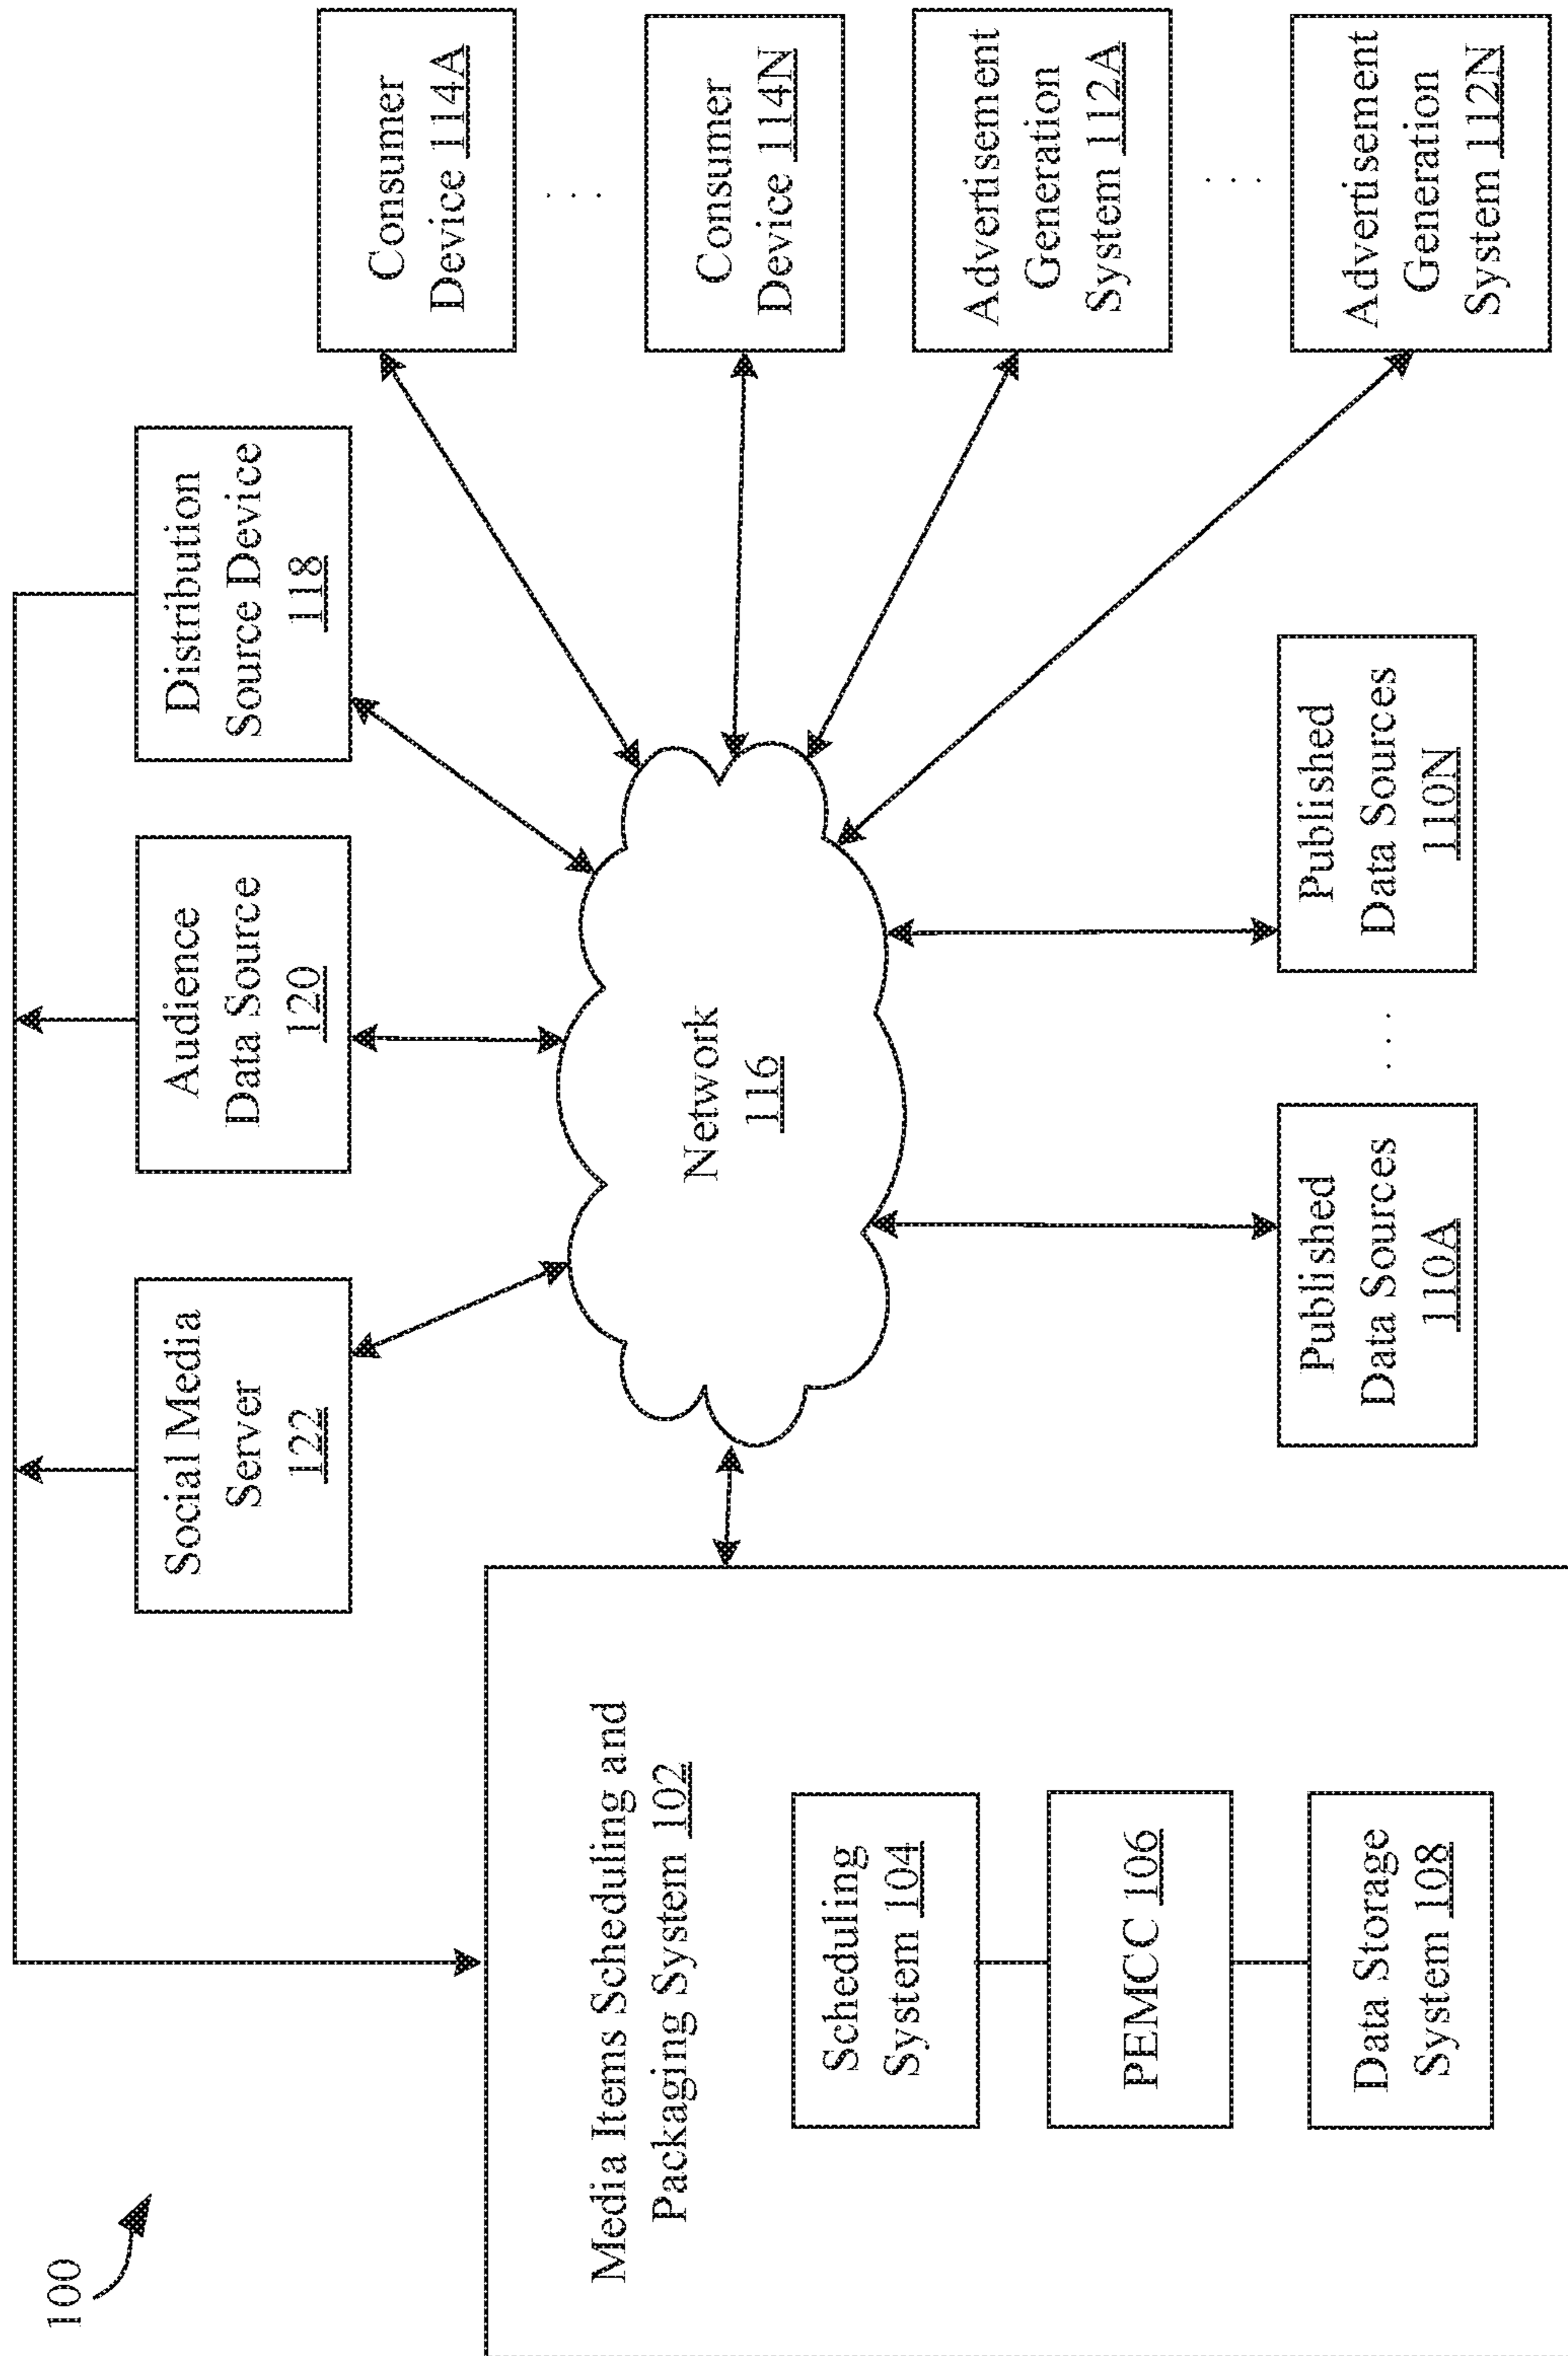 100
Social Media
Server
122
Audience
Data Source
120
Distribution
Source Device
118
Media Items Scheduling and
Packaging System 102
Scheduling
System 104
PEMCC 106
Data Storage
System 108
Network
116
Consumer
Device 114A
. . .
Consumer
Device 114N
Advertisement
Generation
System 112A
. . .
Advertisement
Generation
System 112N
Published
Data Sources
110A
. . .
Published
Data Sources
110N